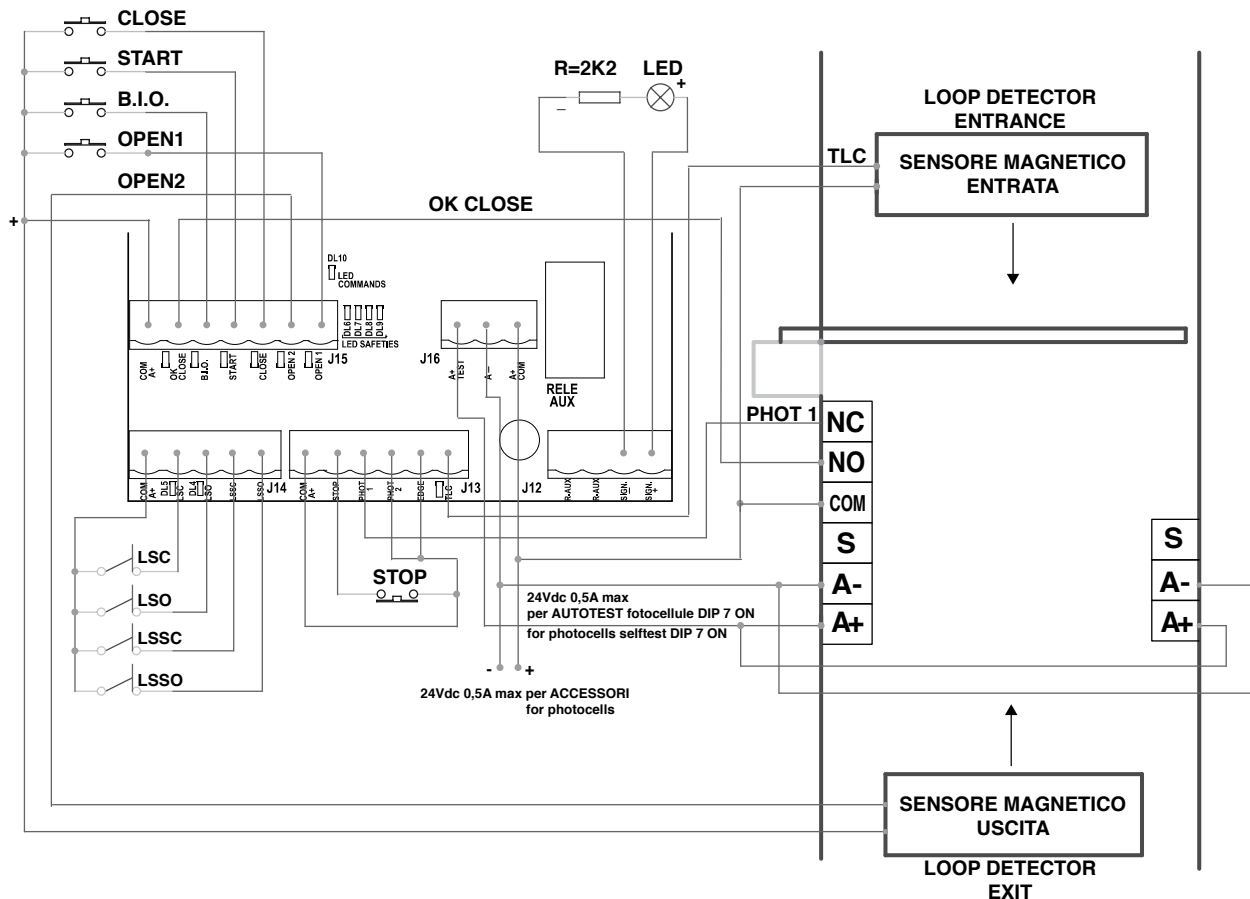 CLOSE
START
B.I.O.
OPEN1
OPEN2
+
OK CLOSE
R=2K2
LED
+
–
LOOP DETECTOR
ENTRANCE
TLC
SENSORE MAGNETICO
ENTRATA
DL10
LED
COMMANDS
DL6
DL7
DL8
DL9
LED SAFETIES
J15
COM
A+
OK
CLOSE
B.I.O.
START
CLOSE
OPEN 2
OPEN 1
J16
A+
TEST
A–
A+
COM
RELE
AUX
PHOT 1
NC
NO
COM
S
A-
A+
S
A-
A+
COM
A+
DL5
LSC
DL4
LSO
LSSC
LSSO
J14
COM
A+
STOP
PHOT
1
PHOT
2
EDGE
TLC
J13
J12
R-AUX
R-AUX
SIGN.
–
SIGN.
+
LSC
LSO
LSSC
LSSO
STOP
24Vdc 0,5A max
per AUTOTEST fotocellule DIP 7 ON
for photocells selftest DIP 7 ON
- +
24Vdc 0,5A max per ACCESSORI
for photocells
SENSORE MAGNETICO
USCITA
LOOP DETECTOR
EXIT